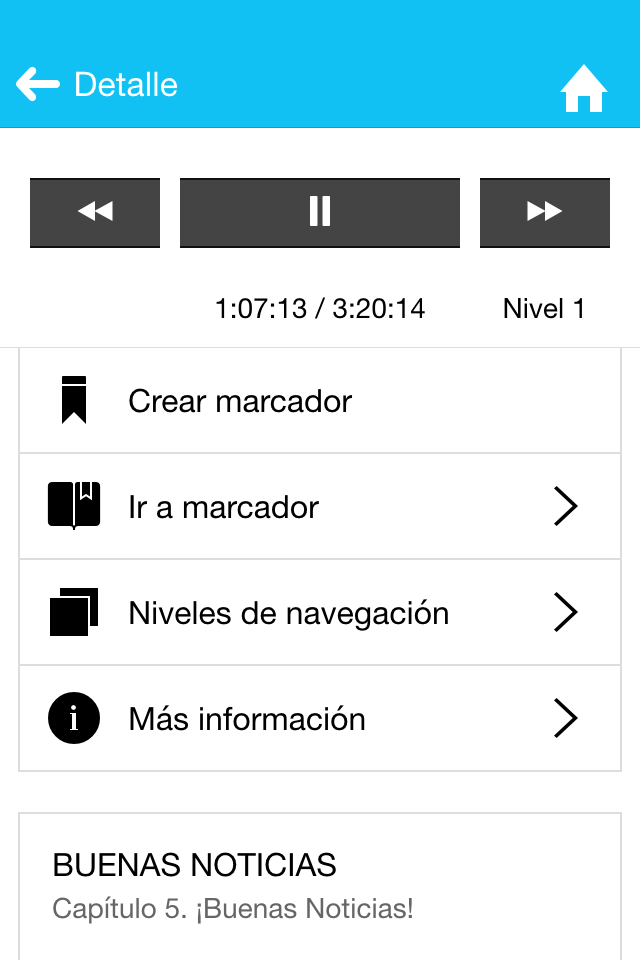 Detalle
1:07:13 / 3:20:14 Nivel 1
Crear marcador
Ir a marcador
Niveles de navegación
Más información
BUENAS NOTICIAS
Capítulo 5. ¡Buenas Noticias!